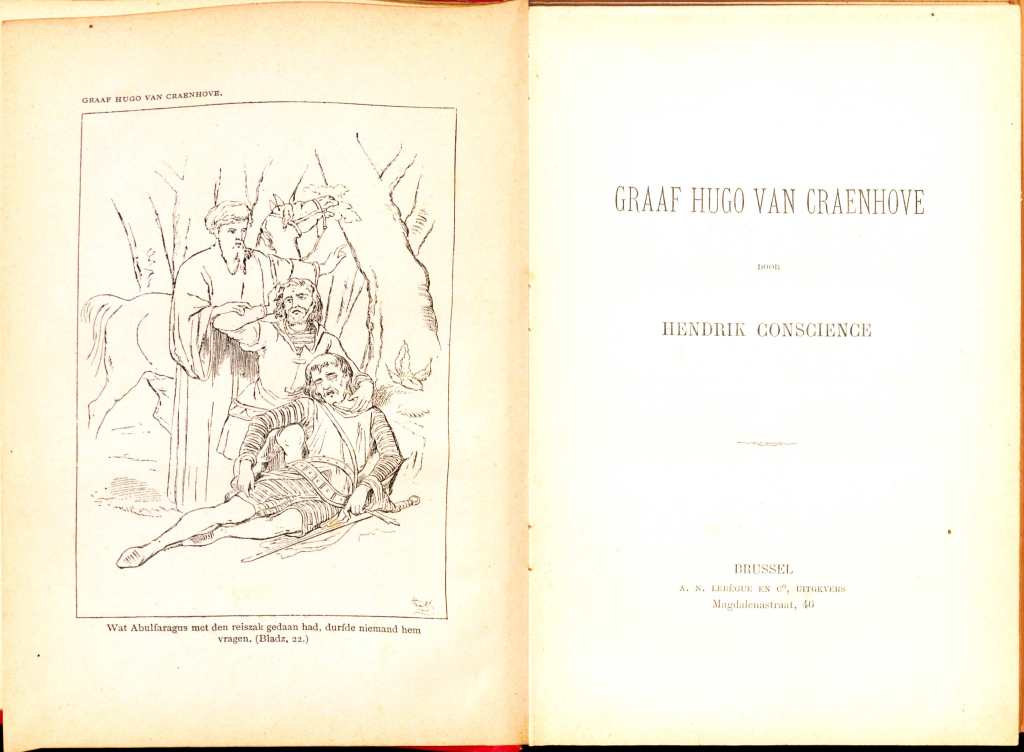 GRAAF HUGO VAN CRAENHOVE.
Wat Abulfaragus met den reiszak gedaan had, durfde niemand hem
vragen. (Bladz. 22.)
GRAAF HUGO VAN CRAENHOVE
DOOR
HENDRIK CONSCIENCE
BRUSSEL
A. N. LEBÈGUE EN Cie, UITGEVERS
Magdalenastraat, 46